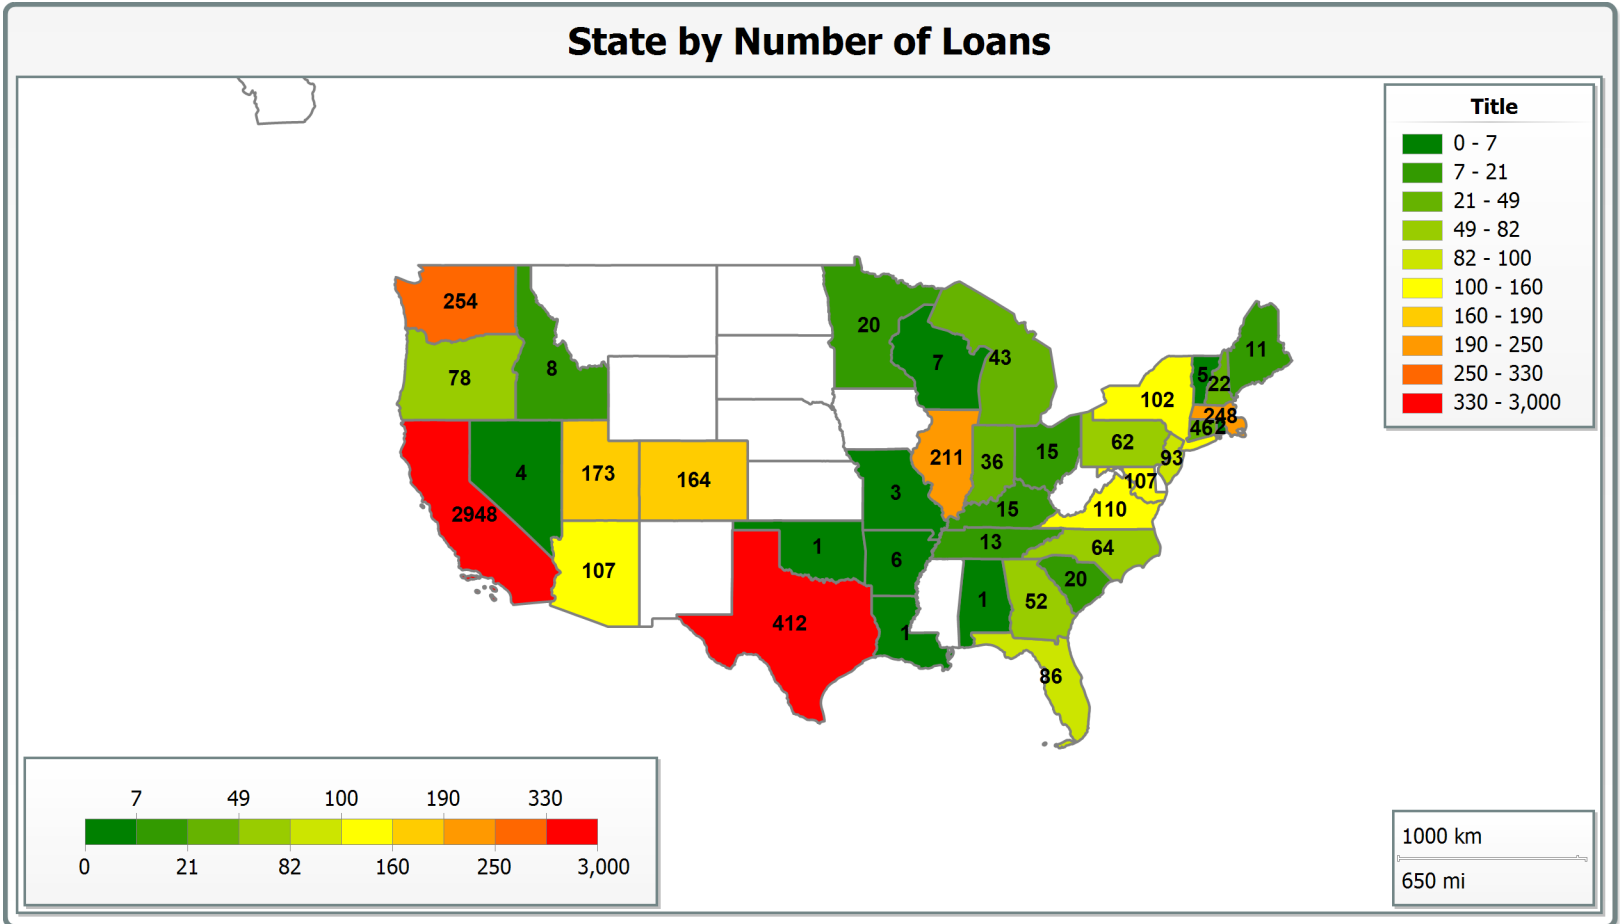 State by Number of Loans
Title
0 - 7
7 - 21
21 - 49
49 - 82
82 - 100
100 - 160
160 - 190
190 - 250
250 - 330
330 - 3,000
254
20
7
43
11
5
22
8
78
102
248
46 2
62
93
15
36
211
107
4
173
164
3
2948
110
15
13
64
1
6
107
20
1
52
412
1
86
7 49 100 190 330
0 21 82 160 250 3,000
1000 km
650 mi